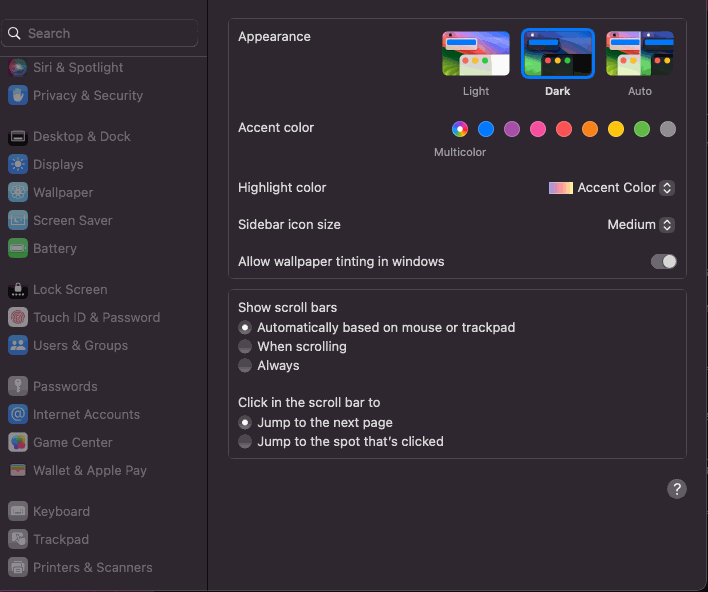 Search
Siri & Spotlight
Privacy & Security
Desktop & Dock
Displays
Wallpaper
Screen Saver
Battery
Lock Screen
Touch ID & Password
Users & Groups
Passwords
Internet Accounts
Game Center
Wallet & Apple Pay
Keyboard
Trackpad
Printers & Scanners
Appearance
Light
Dark
Auto
Accent color
Multicolor
Highlight color
Accent Color
Sidebar icon size
Medium
Allow wallpaper tinting in windows
Show scroll bars
Automatically based on mouse or trackpad
When scrolling
Always
Click in the scroll bar to
Jump to the next page
Jump to the spot that's clicked
?